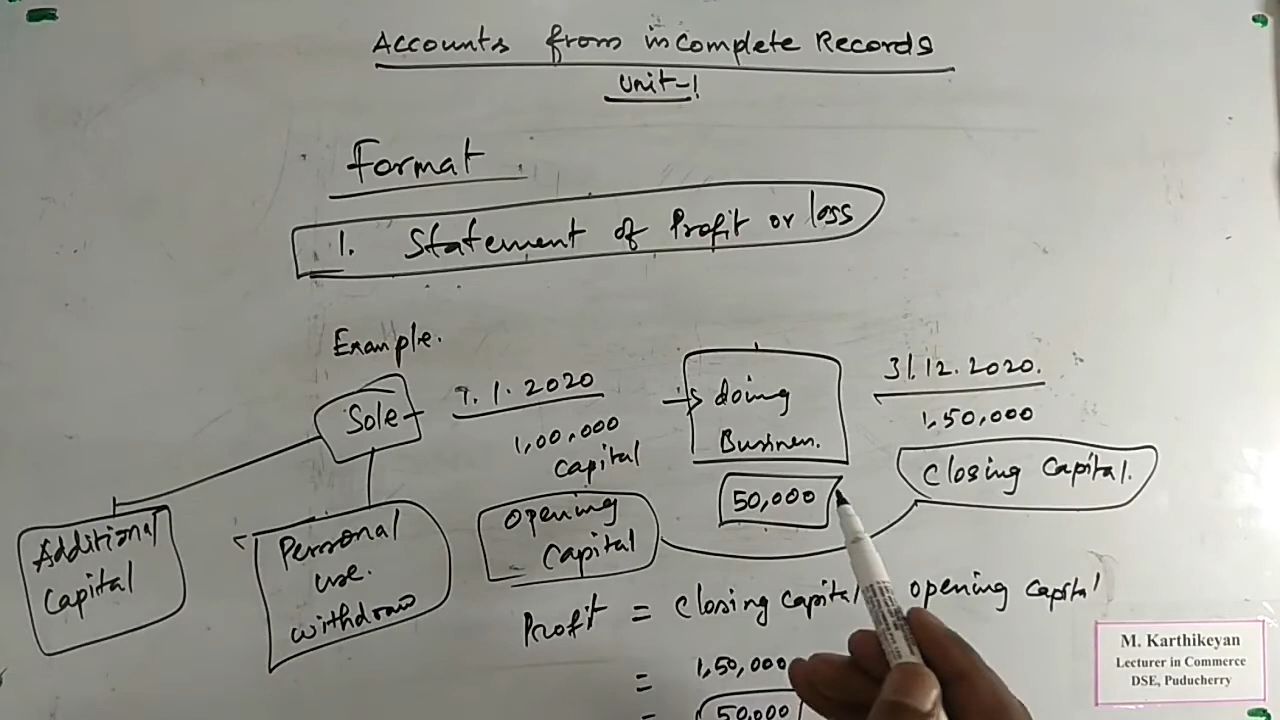 Accounts from incomplete Records
Unit-1
Format
1. Statement of Profit or loss
Example.
Sole
1.1.2020
1,00,000
Capital
Opening
Capital
doing
Business.
50,000
31.12.2020.
1,50,000
Closing Capital.
Additional
Capital
Personal
use.
withdraw
Profit = Closing Capital opening Capital
= 1,50,000
= 50,000
M. Karthikeyan
Lecturer in Commerce
DSE, Puducherry